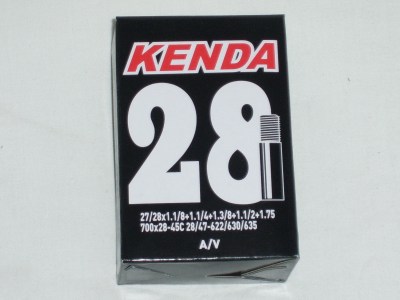 KENDA
28
27/28x1.1/8+1.1/4+1.3/8+1.1/2+1.75
700x28-45C 28/47-622/630/635
A/V